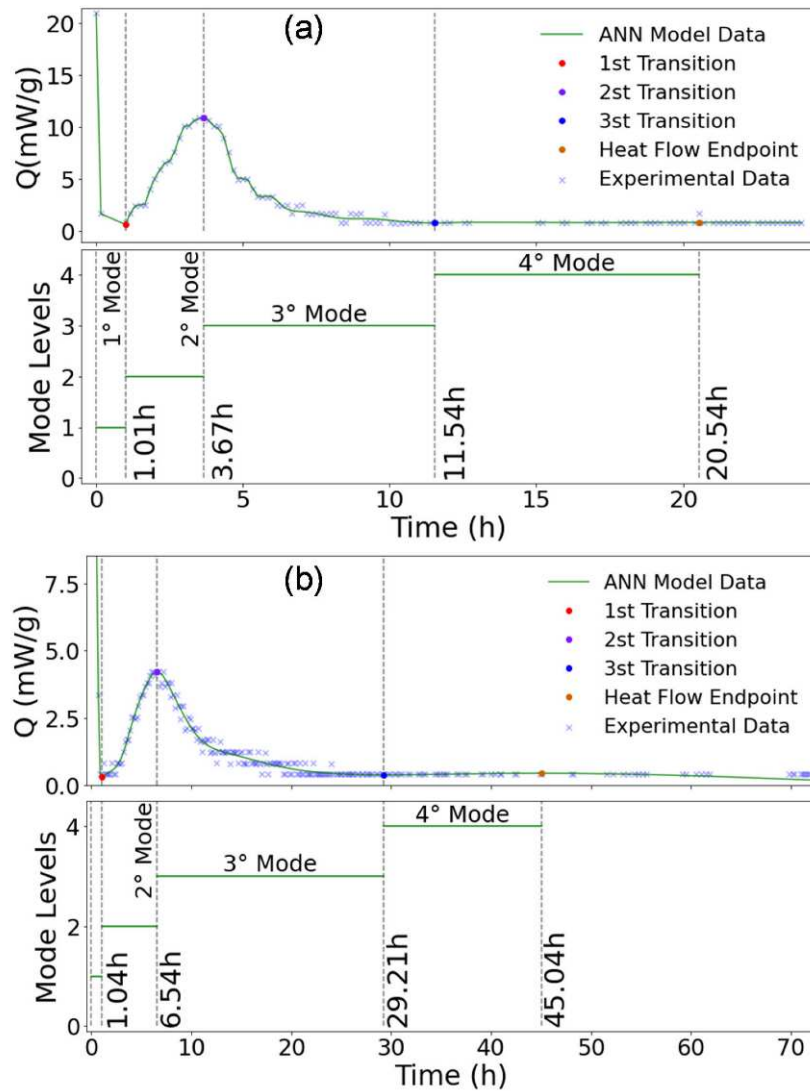 (a)
Q(mW/g)
20
15
10
5
0
ANN Model Data
1st Transition
2st Transition
3st Transition
Heat Flow Endpoint
Experimental Data
Mode Levels
4
3
2
1
0
1° Mode
2° Mode
3° Mode
4° Mode
1.01h
3.67h
11.54h
20.54h
0 5 10 15 20
Time (h)
(b)
Q (mW/g)
7.5
5.0
2.5
0.0
ANN Model Data
1st Transition
2st Transition
3st Transition
Heat Flow Endpoint
Experimental Data
Mode Levels
4
2
0
2° Mode
3° Mode
4° Mode
1.04h
6.54h
29.21h
45.04h
0 10 20 30 40 50 60 70
Time (h)